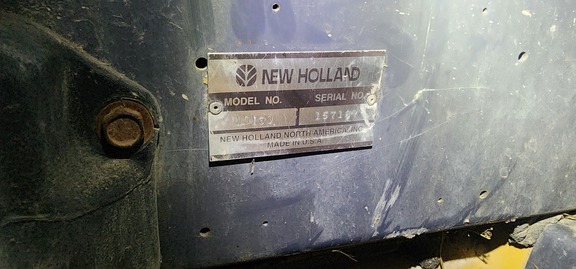 NEW HOLLAND
MODEL NO. SERIAL NO.
NEW HOLLAND NORTH AMERICA, INC.
MADE IN U.S.A.